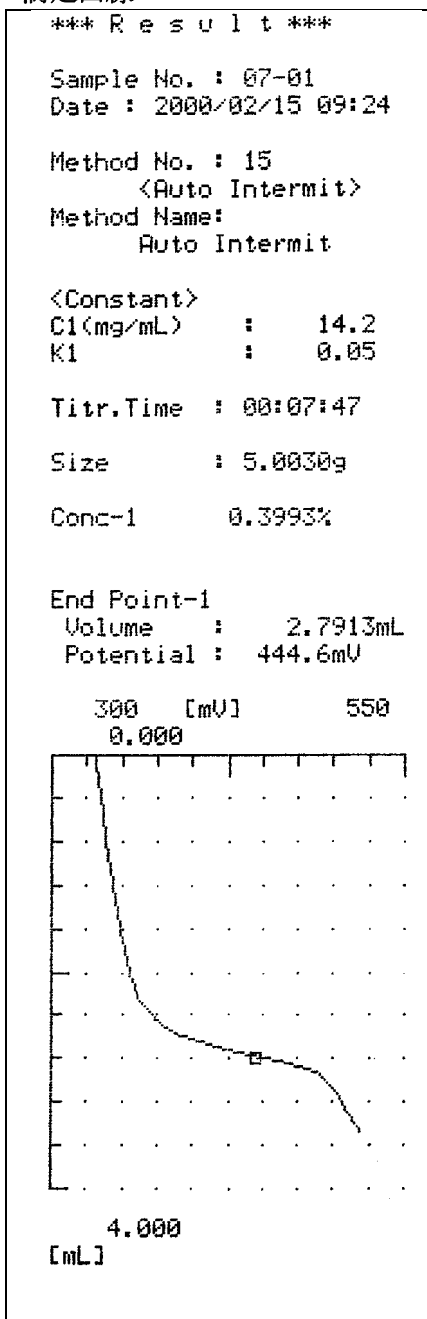 *** R e s u l t ***
Sample No. : 07-01
Date : 2000/02/15 09:24
Method No. : 15
<Auto Intermit>
Method Name:
Auto Intermit
<Constant>
C1(mg/mL) : 14.2
K1 : 0.05
Titr.Time : 00:07:47
Size : 5.0030g
Conc-1 0.3993%
End Point-1
Volume : 2.7913mL
Potential : 444.6mV
300 [mV] 550
0.000
4.000
[mL]